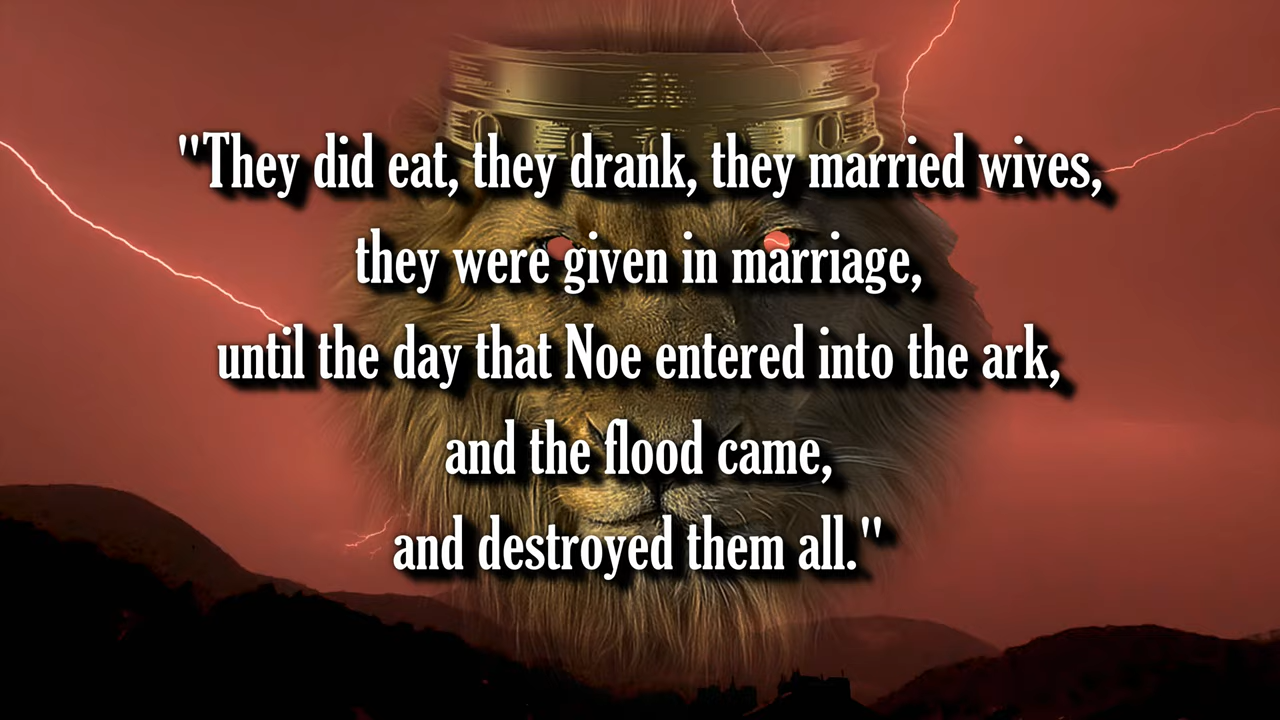 "They did eat, they drank, they married wives,
they were given in marriage,
until the day that Noe entered into the ark,
and the flood came,
and destroyed them all."